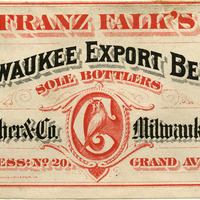 FRANZ FALK'S
WAUKEE EXPORT BE
SOLE BOTTLERS
her & Co. Milwauk
ESS: No. 20. GRAND AV